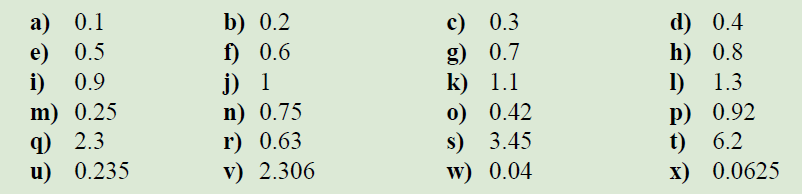 a) 0.1 b) 0.2 c) 0.3 d) 0.4
e) 0.5 f) 0.6 g) 0.7 h) 0.8
i) 0.9 j) 1 k) 1.1 l) 1.3
m) 0.25 n) 0.75 o) 0.42 p) 0.92
q) 2.3 r) 0.63 s) 3.45 t) 6.2
u) 0.235 v) 2.306 w) 0.04 x) 0.0625